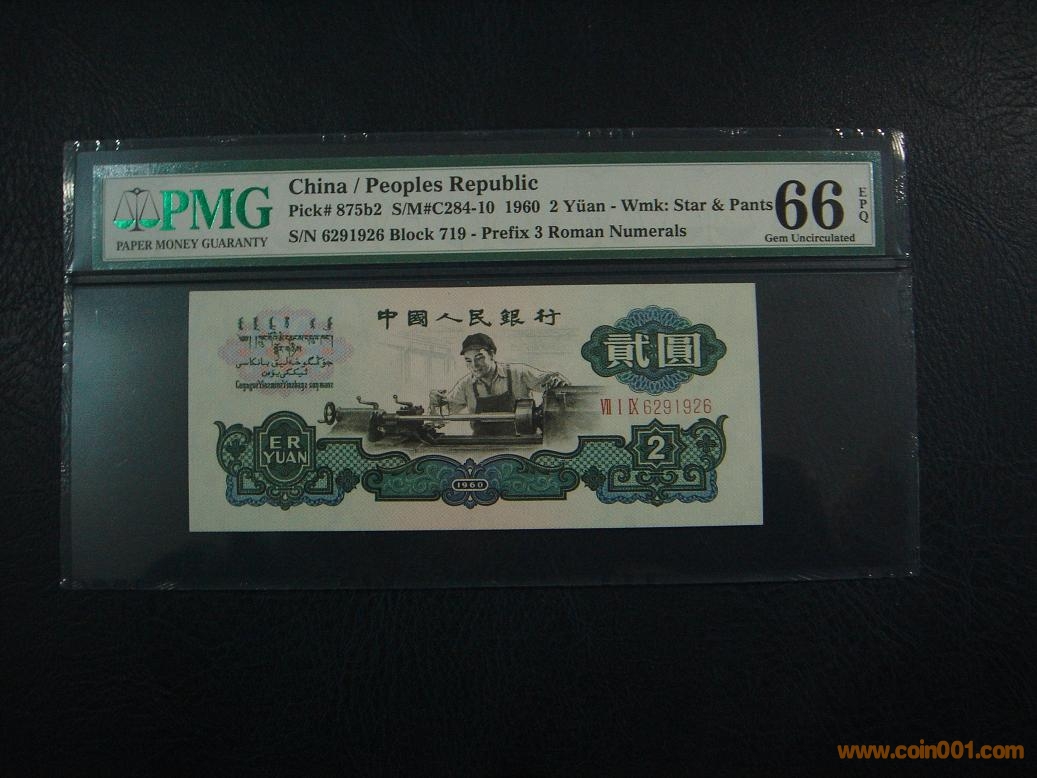 China / Peoples Republic
Pick# 875b2 S/M#C284-10 1960 2 Yüan - Wmk: Star & Pants
S/N 6291926 Block 719 - Prefix 3 Roman Numerals
PMG
PAPER MONEY GUARANTY
66
EPQ
Gem Uncirculated
中國人民銀行
貳圓
VII I IX 6291926
ER
YUAN
2
1960
www.coin001.com